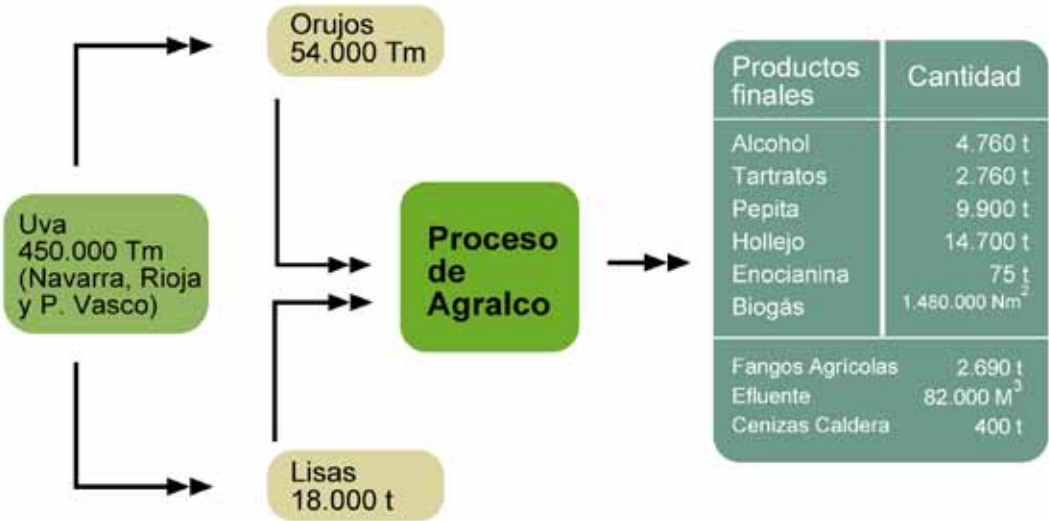 Orujos
54.000 Tm
Uva
450.000 Tm
(Navarra, Rioja
y P. Vasco)
Lisas
18.000 t
Proceso
de
Agralco
Productos finales Cantidad
Alcohol 4.760 t
Tartratos 2.760 t
Pepita 9.900 t
Hollejo 14.700 t
Enocianina 75 t
Biogás 1.480.000 Nm²
Fangos Agrícolas 2.690 t
Efluente 82.000 M³
Cenizas Caldera 400 t